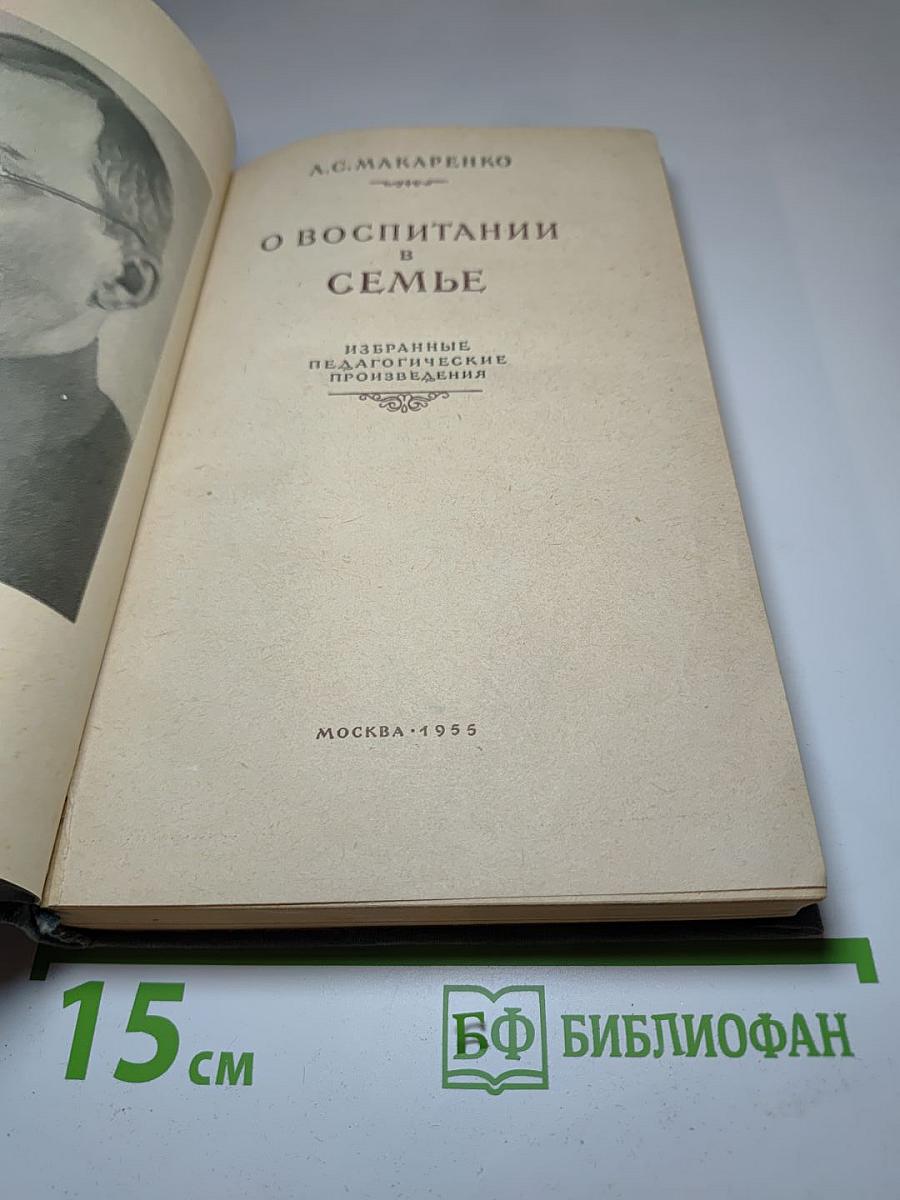 А.С.МАКАРЕНКО
О ВОСПИТАНИИ
В
СЕМЬЕ
ИЗБРАННЫЕ
ПЕДАГОГИЧЕСКИЕ
ПРОИЗВЕДЕНИЯ
МОСКВА·1955
15 см
БФ БИБЛИОФАН